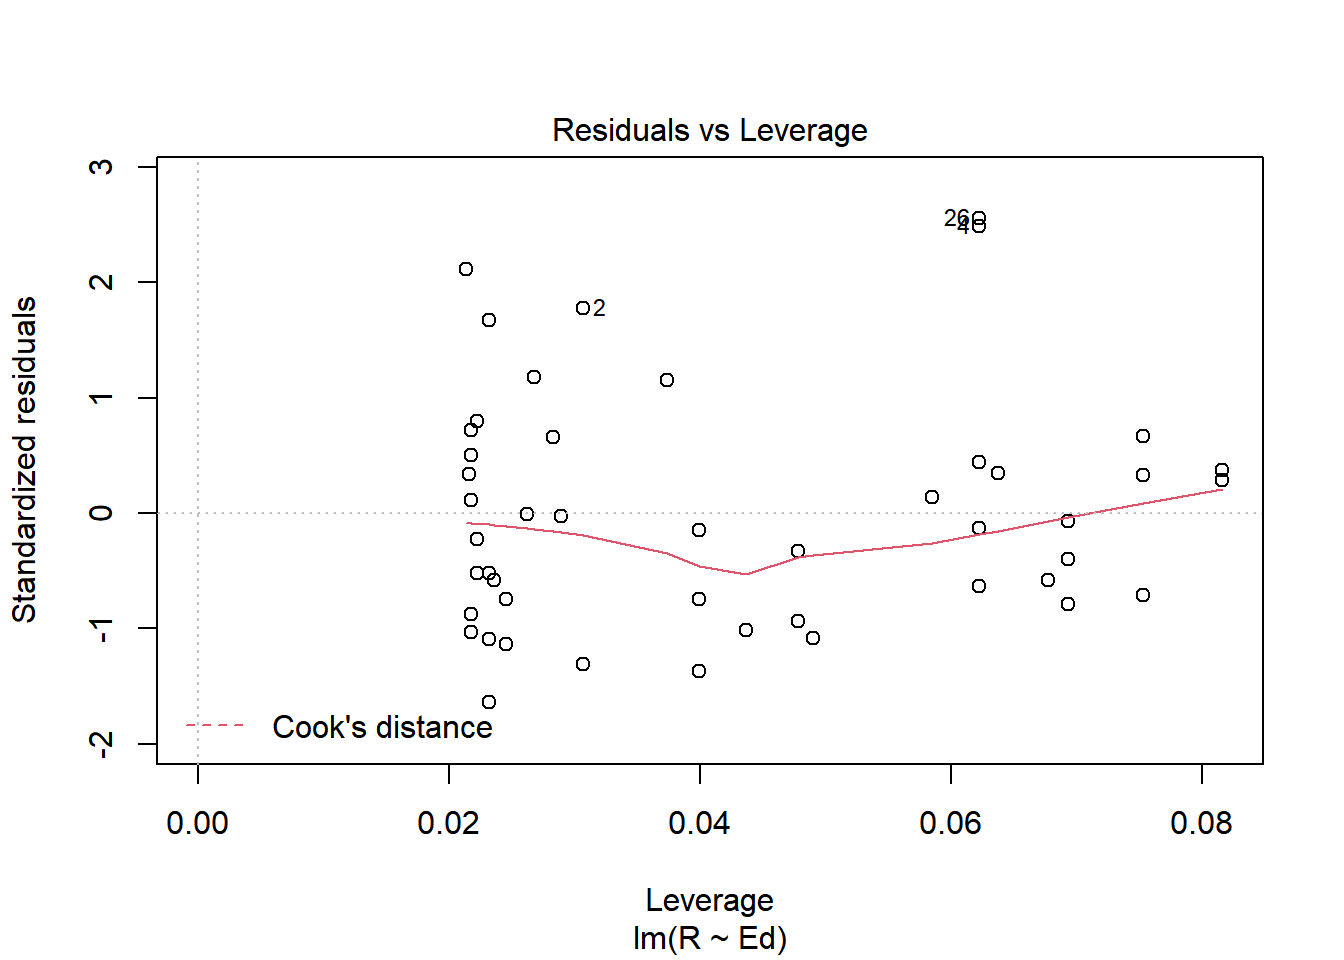 Residuals vs Leverage
Standardized residuals
3
2
1
0
-1
-2
26
4
2
Cook's distance
0.00 0.02 0.04 0.06 0.08
Leverage
lm(R ~ Ed)